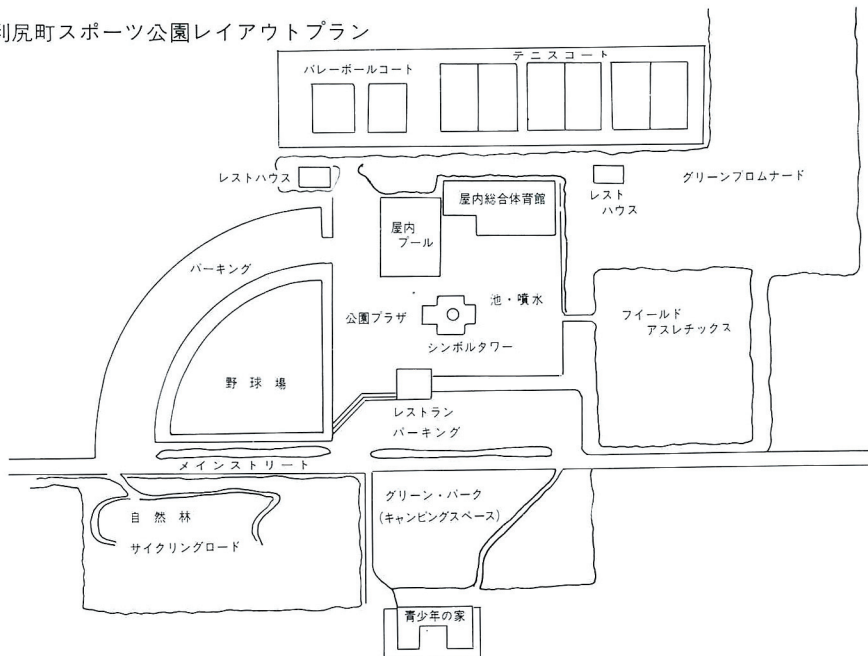 利尻町スポーツ公園レイアウトプラン
テニスコート
バレーボールコート
レストハウス
屋内総合体育館
レスト
ハウス
グリーンプロムナード
屋内
プール
パーキング
池・噴水
公園プラザ
シンボルタワー
フイールド
アスレチックス
野球場
レストラン
パーキング
メインストリート
自然林
サイクリングロード
グリーン・パーク
(キャンピングスペース)
青少年の家